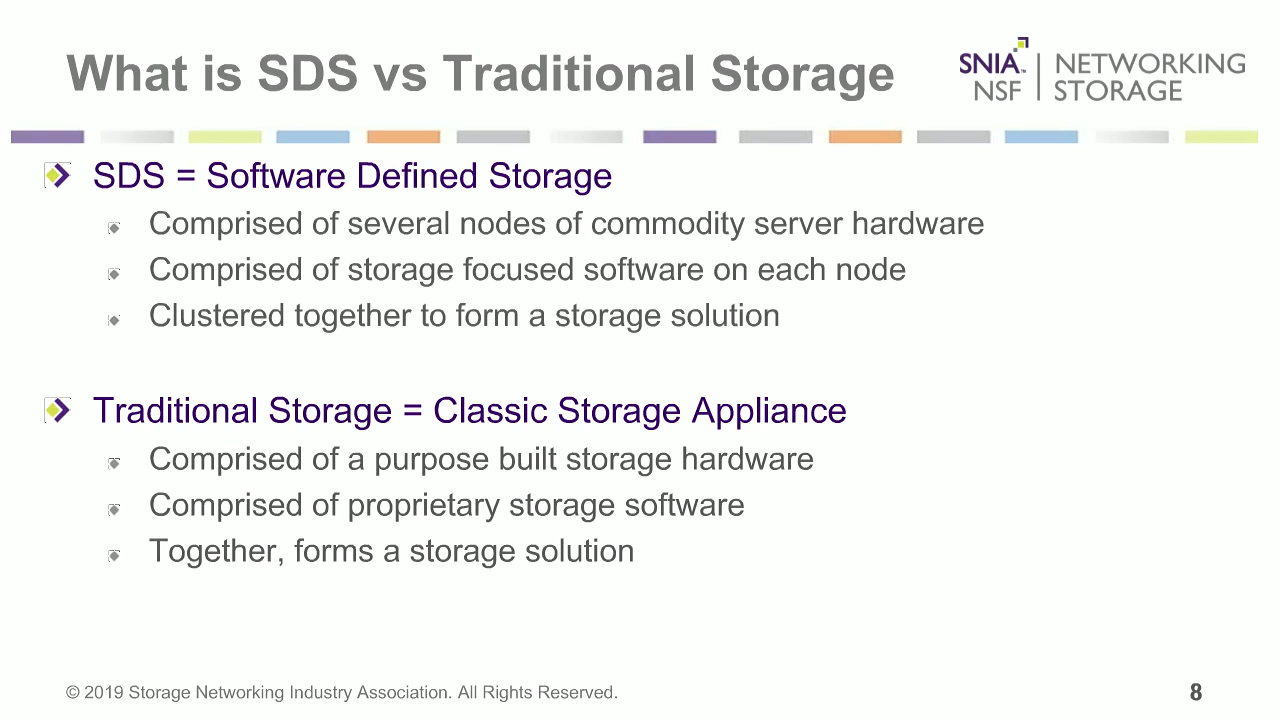 What is SDS vs Traditional Storage
SNIA™ NSF | NETWORKING STORAGE
SDS = Software Defined Storage
Comprised of several nodes of commodity server hardware
Comprised of storage focused software on each node
Clustered together to form a storage solution
Traditional Storage = Classic Storage Appliance
Comprised of a purpose built storage hardware
Comprised of proprietary storage software
Together, forms a storage solution
© 2019 Storage Networking Industry Association. All Rights Reserved.
8